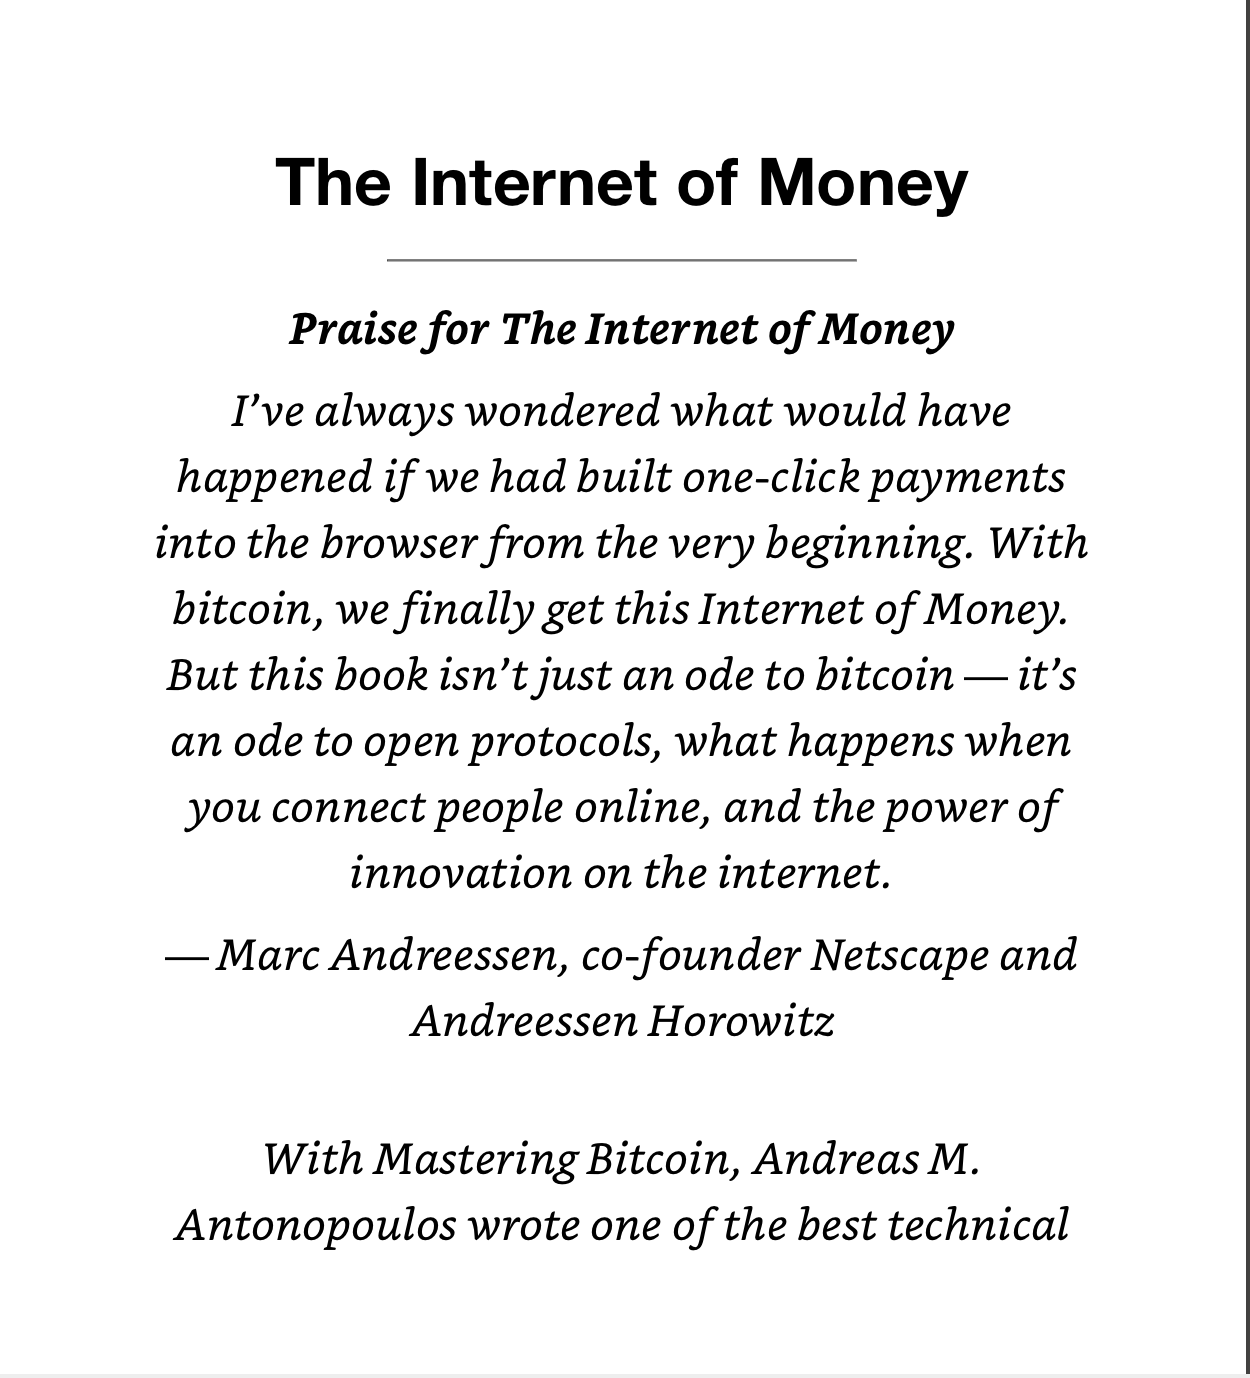 The Internet of Money
Praise for The Internet of Money
I’ve always wondered what would have
happened if we had built one-click payments
into the browser from the very beginning. With
bitcoin, we finally get this Internet of Money.
But this book isn’t just an ode to bitcoin — it’s
an ode to open protocols, what happens when
you connect people online, and the power of
innovation on the internet.
— Marc Andreessen, co-founder Netscape and
Andreessen Horowitz
With Mastering Bitcoin, Andreas M.
Antonopoulos wrote one of the best technical